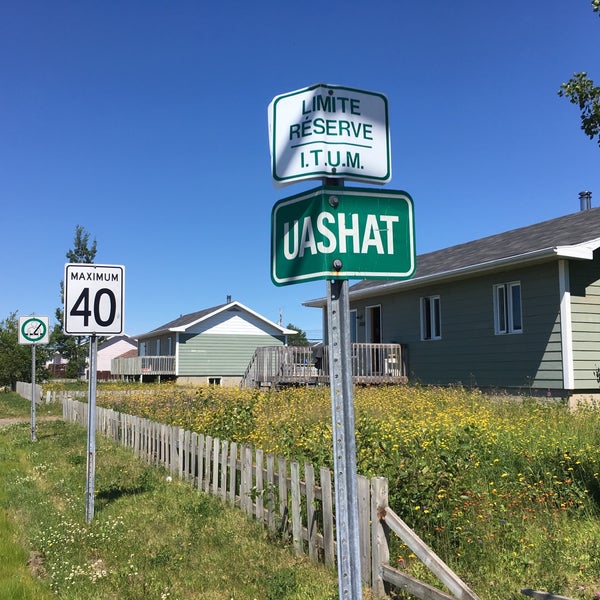 LIMITE
RÉSERVE
I.T.U.M.
UASHAT
MAXIMUM
40